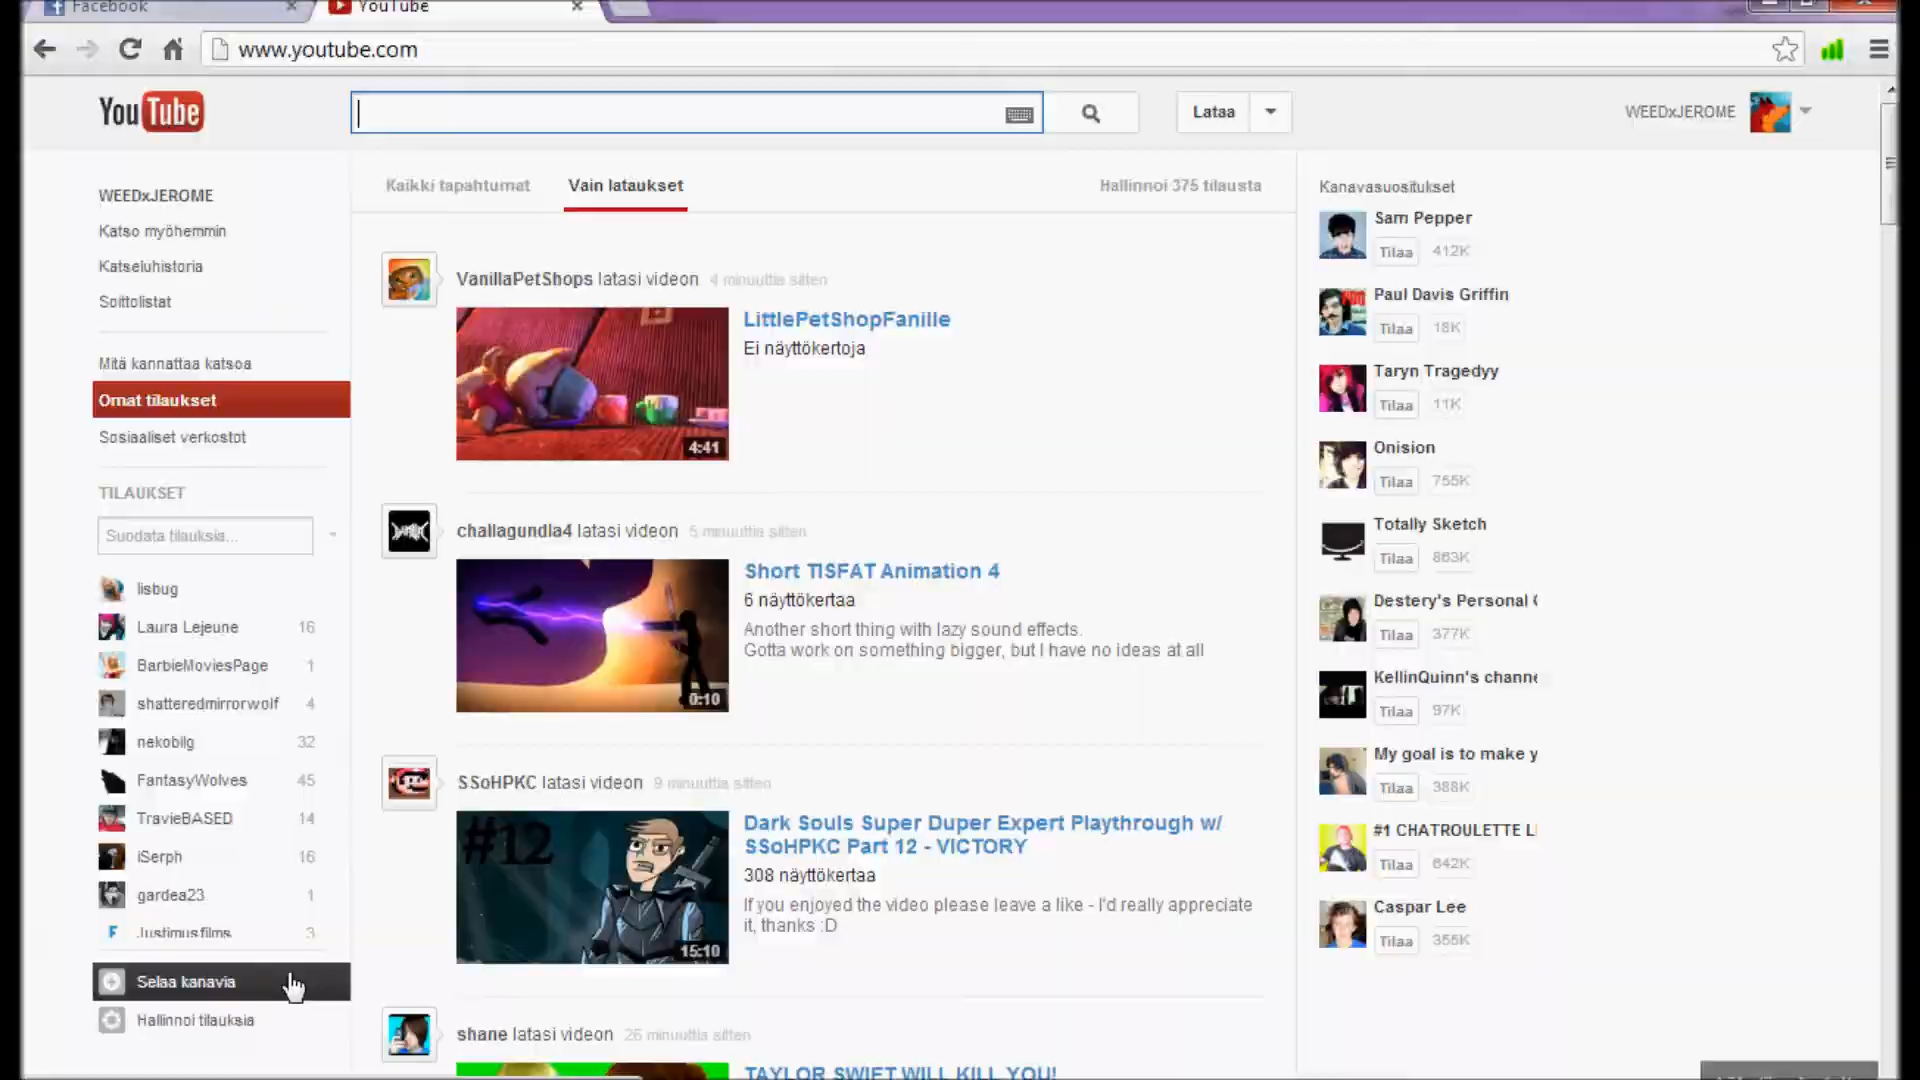 Facebook
YouTube
www.youtube.com
YouTube
Lataa
WEEDxJEROME
WEEDxJEROME
Katso myöhemmin
Katseluhistoria
Soittolistat
Mitä kannattaa katsoa
Omat tilaukset
Sosiaaliset verkostot
TILAUKSET
Suodata tilauksia...
lisbug
Laura Lejeune 16
BarbieMoviesPage 1
shatteredmirrorwolf 4
nekobilg 32
FantasyWolves 45
TravieBASED 14
iSerph 16
gardea23 1
Justimusfilms 3
Selaa kanavia
Hallinnoi tilauksia
Kaikki tapahtumat
Vain lataukset
Hallinnoi 375 tilausta
VanillaPetShops latasi videon 4 minuuttia sitten
LittlePetShopFanille
Ei näyttökertoja
4:41
challagundla4 latasi videon 5 minuuttia sitten
Short TISFAT Animation 4
6 näyttökertaa
Another short thing with lazy sound effects.
Gotta work on something bigger, but I have no ideas at all
0:10
SSoHPKC latasi videon 9 minuuttia sitten
#12
Dark Souls Super Duper Expert Playthrough w/
SSoHPKC Part 12 - VICTORY
308 näyttökertaa
If you enjoyed the video please leave a like - I'd really appreciate
it, thanks :D
15:10
shane latasi videon 26 minuuttia sitten
TAYLOR SWIFT WILL KILL YOU!
Kanavasuositukset
Sam Pepper
Tilaa 412K
Paul Davis Griffin
Tilaa 18K
Taryn Tragedyy
Tilaa 11K
Onision
Tilaa 755K
Totally Sketch
Tilaa 863K
Destery's Personal
Tilaa 377K
KellinQuinn's channe
Tilaa 97K
My goal is to make y
Tilaa 388K
#1 CHATROULETTE L
Tilaa 642K
Caspar Lee
Tilaa 355K